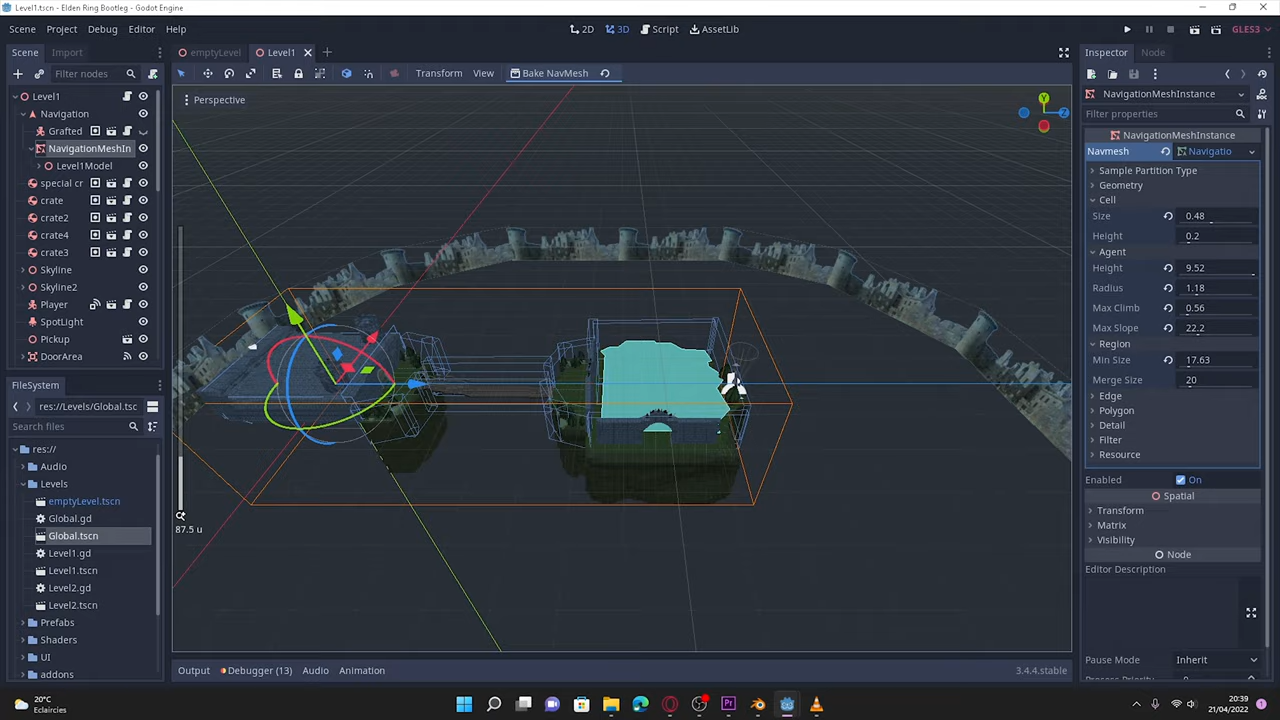 Level1.tscn - Elden Ring Bootleg - Godot Engine
Scene Project Debug Editor Help
2D 3D Script AssetLib
GLES3
Scene Import
emptyLevel Level1
Inspector Node
Filter nodes
Transform View Bake NavMesh
Perspective
Level1
Navigation
Grafted
NavigationMeshIn
Level1Model
special cr
crate
crate2
crate4
crate3
Skyline
Skyline2
Player
SpotLight
Pickup
DoorArea
FileSystem
res://Levels/Global.tsc
Search files
res://
Audio
Levels
emptyLevel.tscn
Global.gd
Global.tscn
Level1.gd
Level1.tscn
Level2.gd
Level2.tscn
Prefabs
Shaders
UI
addons
Y
Z
87.5 u
Output Debugger (13) Audio Animation
3.4.4.stable
NavigationMeshInstance
Filter properties
NavigationMeshInstance
Navmesh Navigatio
Sample Partition Type
Geometry
Cell
Size 0.48
Height 0.2
Agent
Height 9.52
Radius 1.18
Max Climb 0.56
Max Slope 22.2
Region
Min Size 17.63
Merge Size 20
Edge
Polygon
Detail
Filter
Resource
Enabled On
Spatial
Transform
Matrix
Visibility
Node
Editor Description
Pause Mode Inherit
Process Priority
20°C
Eclaircies
20:39
21/04/2022